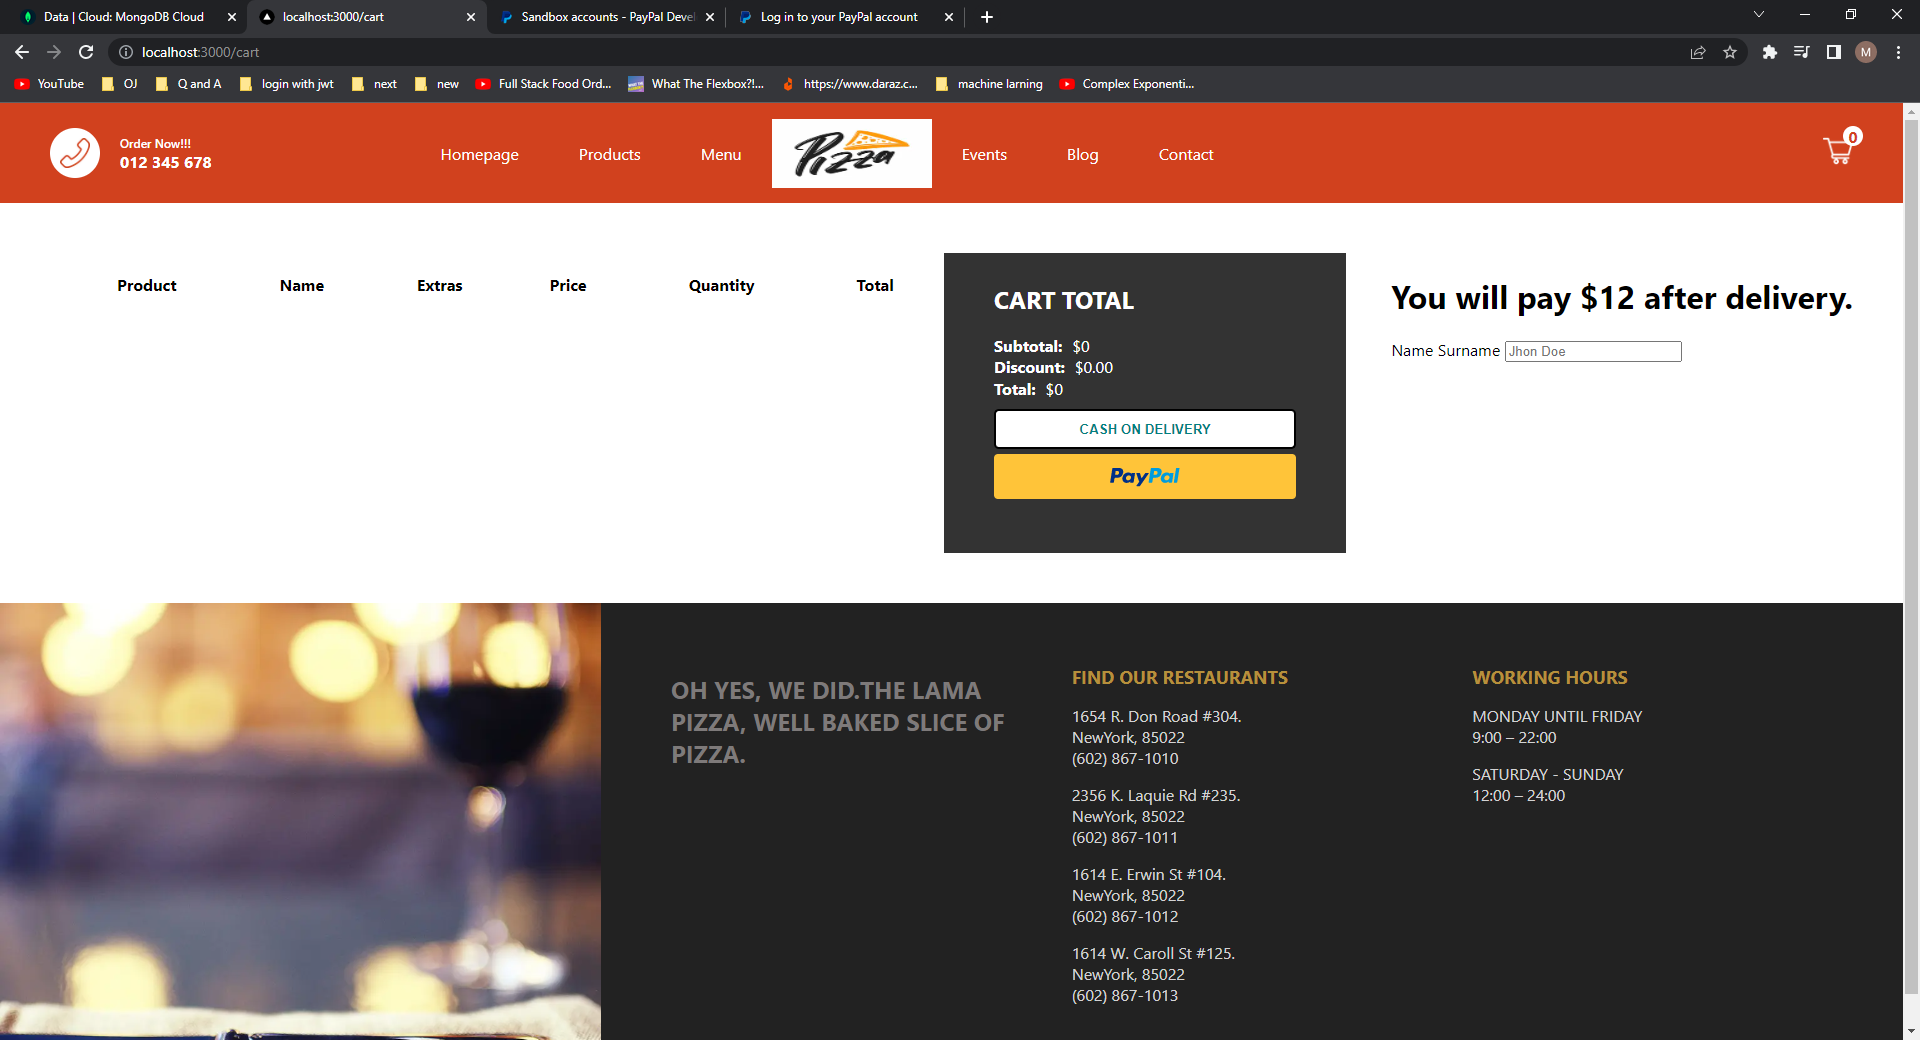 Data | Cloud: MongoDB Cloud
localhost:3000/cart
Sandbox accounts - PayPal Deve
Log in to your PayPal account
localhost:3000/cart
M
YouTube
OJ
Q and A
login with jwt
next
new
Full Stack Food Ord...
What The Flexbox?!...
https://www.daraz.c...
machine larning
Complex Exponenti...
Order Now!!!
012 345 678
Homepage
Products
Menu
Pizza
Events
Blog
Contact
0
Product Name Extras Price Quantity Total
CART TOTAL
Subtotal: $0
Discount: $0.00
Total: $0
CASH ON DELIVERY
PayPal
You will pay $12 after delivery.
Name Surname Jhon Doe
OH YES, WE DID.THE LAMA
PIZZA, WELL BAKED SLICE OF
PIZZA.
FIND OUR RESTAURANTS
1654 R. Don Road #304.
NewYork, 85022
(602) 867-1010
2356 K. Laquie Rd #235.
NewYork, 85022
(602) 867-1011
1614 E. Erwin St #104.
NewYork, 85022
(602) 867-1012
1614 W. Caroll St #125.
NewYork, 85022
(602) 867-1013
WORKING HOURS
MONDAY UNTIL FRIDAY
9:00 – 22:00
SATURDAY - SUNDAY
12:00 – 24:00